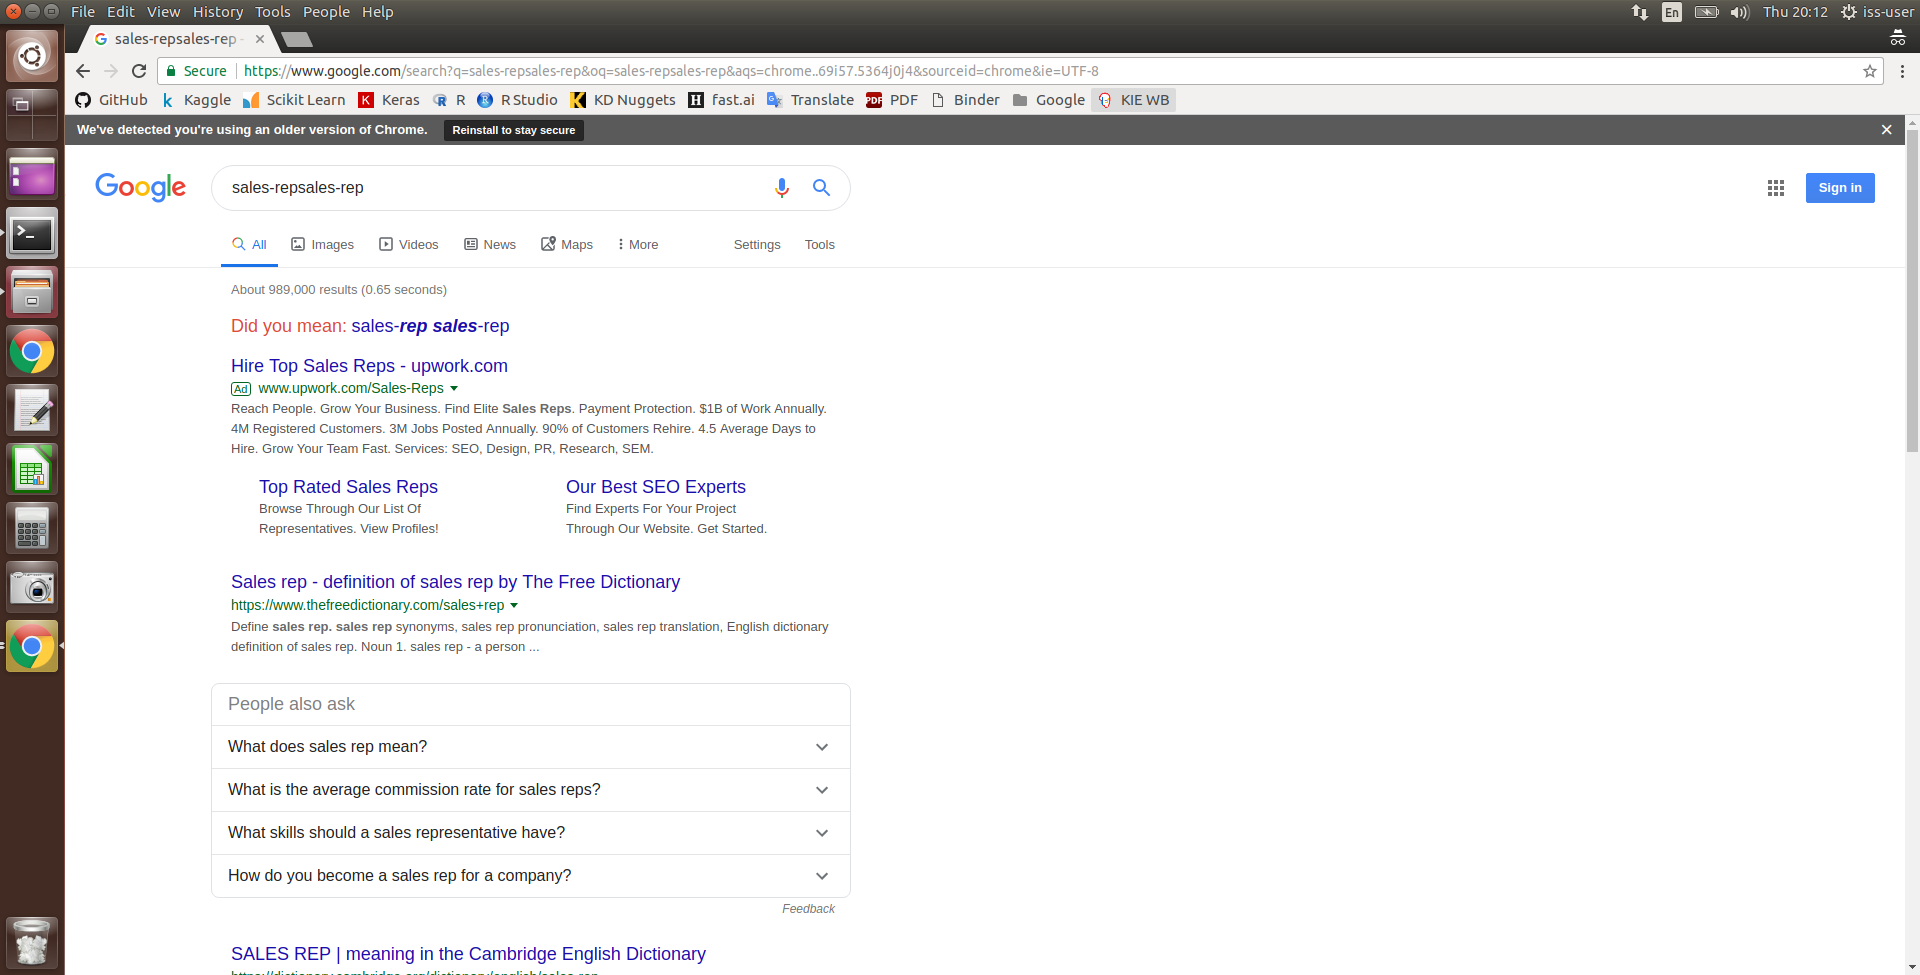 File Edit View History Tools People Help
En Thu 20:12 iss-user
sales-repsales-rep -
Secure https://www.google.com/search?q=sales-repsales-rep&oq=sales-repsales-rep&aqs=chrome..69i57.5364j0j4&sourceid=chrome&ie=UTF-8
GitHub k Kaggle Scikit Learn K Keras R R RStudio K KD Nuggets H fast.ai Translate PDF PDF Binder Google KIE WB
We've detected you're using an older version of Chrome. Reinstall to stay secure
Google sales-repsales-rep Sign in
All Images Videos News Maps More Settings Tools
About 989,000 results (0.65 seconds)
Did you mean: sales-rep sales-rep
Hire Top Sales Reps - upwork.com
Ad www.upwork.com/Sales-Reps
Reach People. Grow Your Business. Find Elite Sales Reps. Payment Protection. $1B of Work Annually.
4M Registered Customers. 3M Jobs Posted Annually. 90% of Customers Rehire. 4.5 Average Days to
Hire. Grow Your Team Fast. Services: SEO, Design, PR, Research, SEM.
Top Rated Sales Reps
Browse Through Our List Of
Representatives. View Profiles!
Our Best SEO Experts
Find Experts For Your Project
Through Our Website. Get Started.
Sales rep - definition of sales rep by The Free Dictionary
https://www.thefreedictionary.com/sales+rep
Define sales rep. sales rep synonyms, sales rep pronunciation, sales rep translation, English dictionary
definition of sales rep. Noun 1. sales rep - a person ...
People also ask
What does sales rep mean?
What is the average commission rate for sales reps?
What skills should a sales representative have?
How do you become a sales rep for a company?
Feedback
SALES REP | meaning in the Cambridge English Dictionary
https://dictionary.cambridge.org/dictionary/english/sales-rep